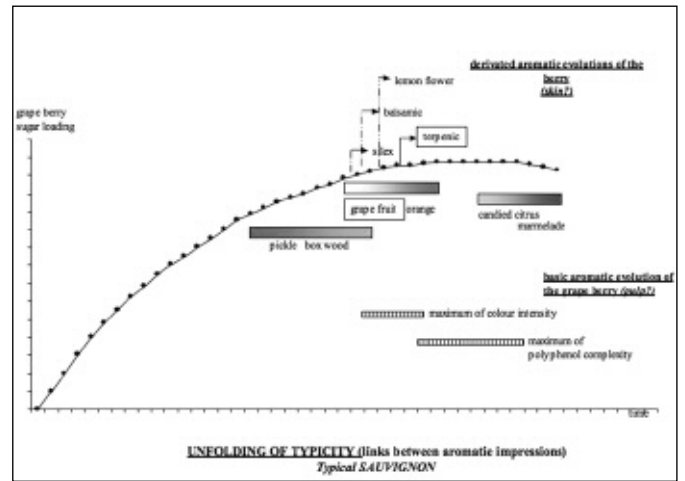 derivated aromatic evolutions of the
berry
(skin?)
lemon flower
balsamic
terpenic
silex
grape berry
sugar loading
grape fruit orange
candied citrus
marmelade
pickle box wood
basic aromatic evolution of
the grape berry (pulp?)
maximum of colour intensity
maximum of
polyphenol complexity
time
UNFOLDING OF TYPICITY (links between aromatic impressions)
Typical SAUVIGNON